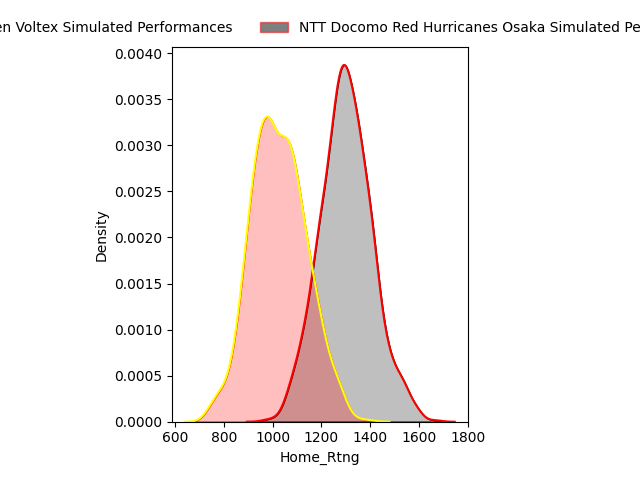 en Voltex Simulated Performances NTT Docomo Red Hurricanes Osaka Simulated Pe
0.0040
0.0035
0.0030
0.0025
0.0020
0.0015
0.0010
0.0005
0.0000
Density
600 800 1000 1200 1400 1600 1800
Home_Rtng